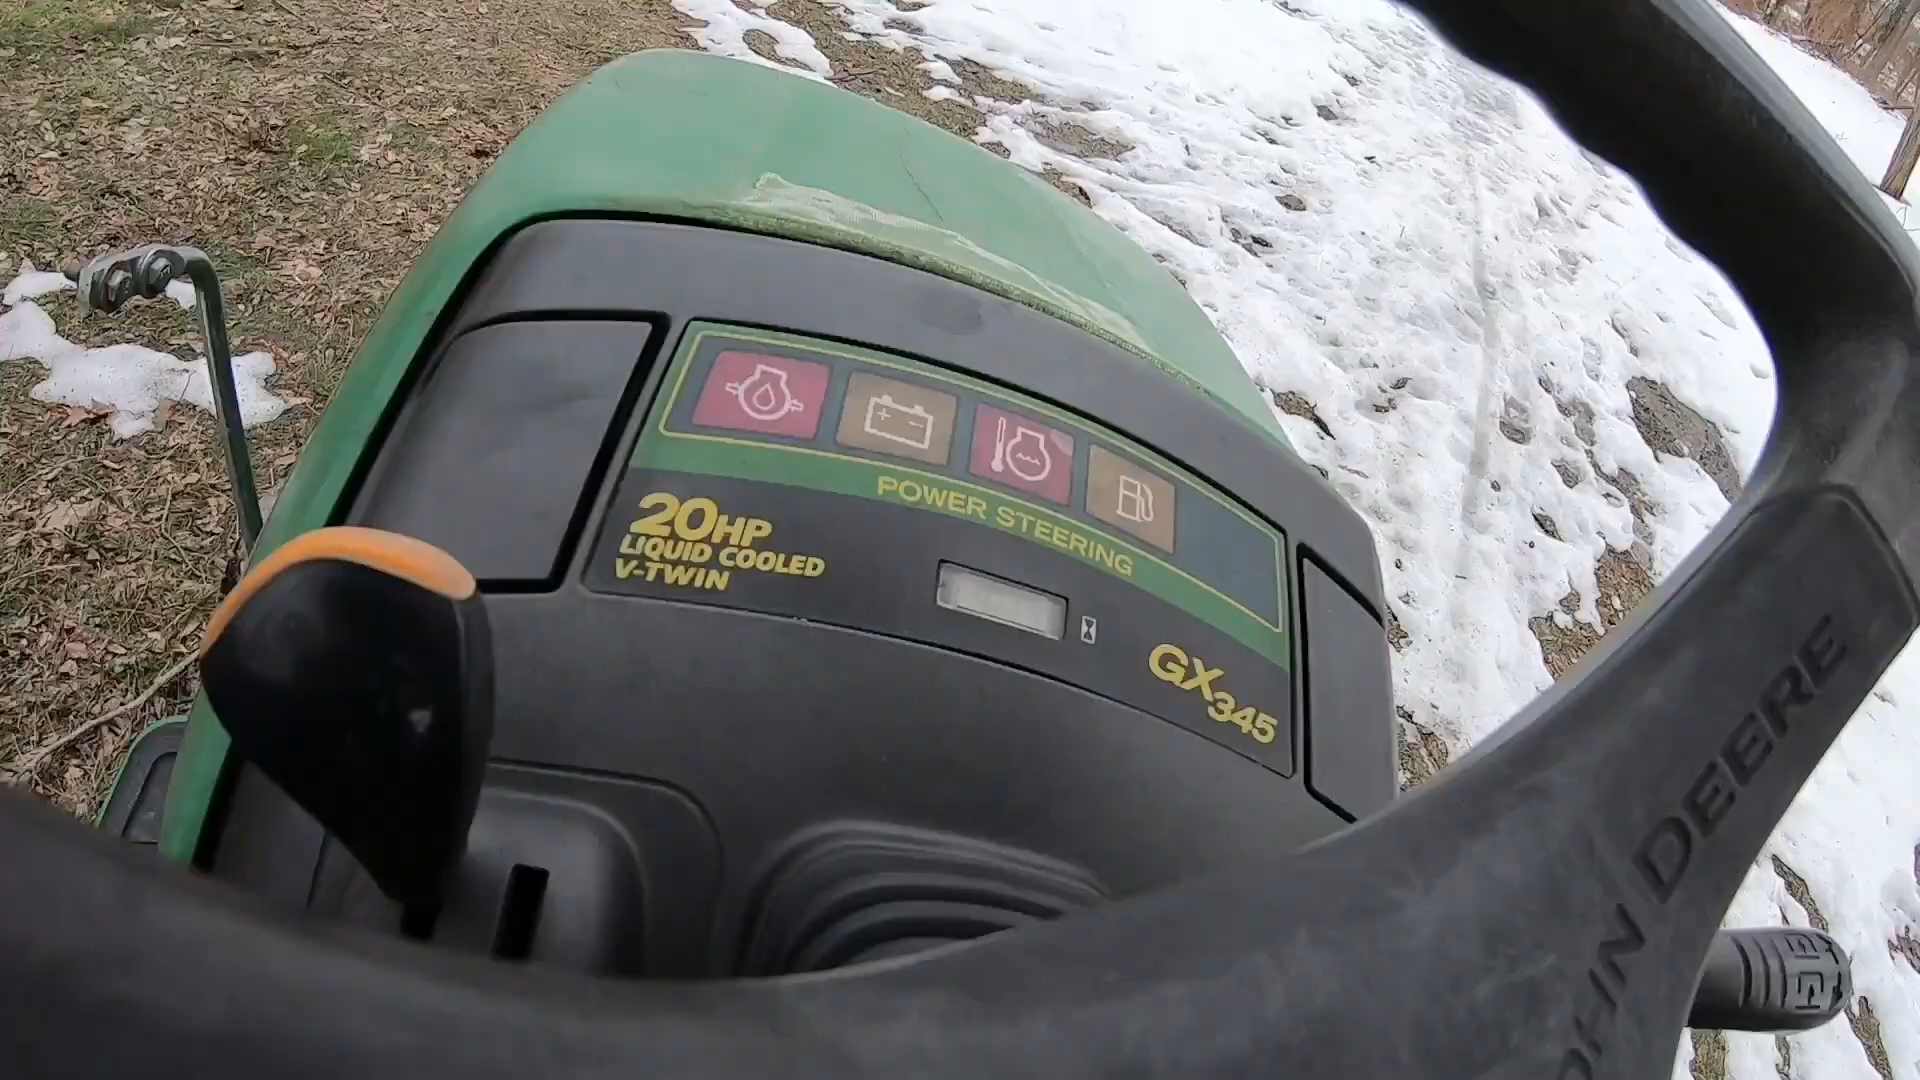 POWER STEERING
20HP
LIQUID COOLED
V-TWIN
GX345
JOHN DEERE